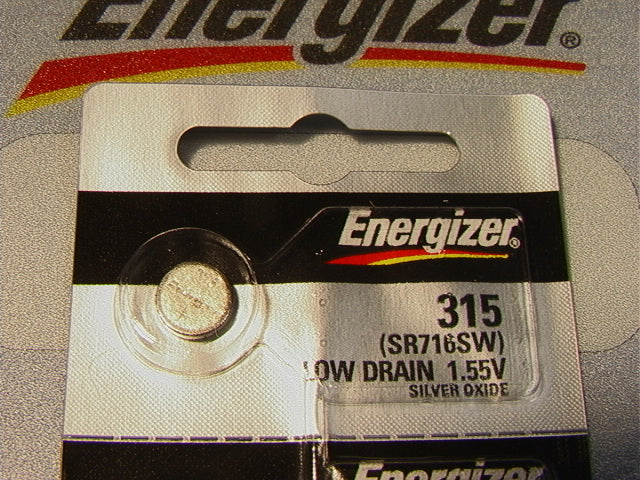 Energizer®
Energizer®
315
(SR716SW)
LOW DRAIN 1.55V
SILVER OXIDE
Energizer